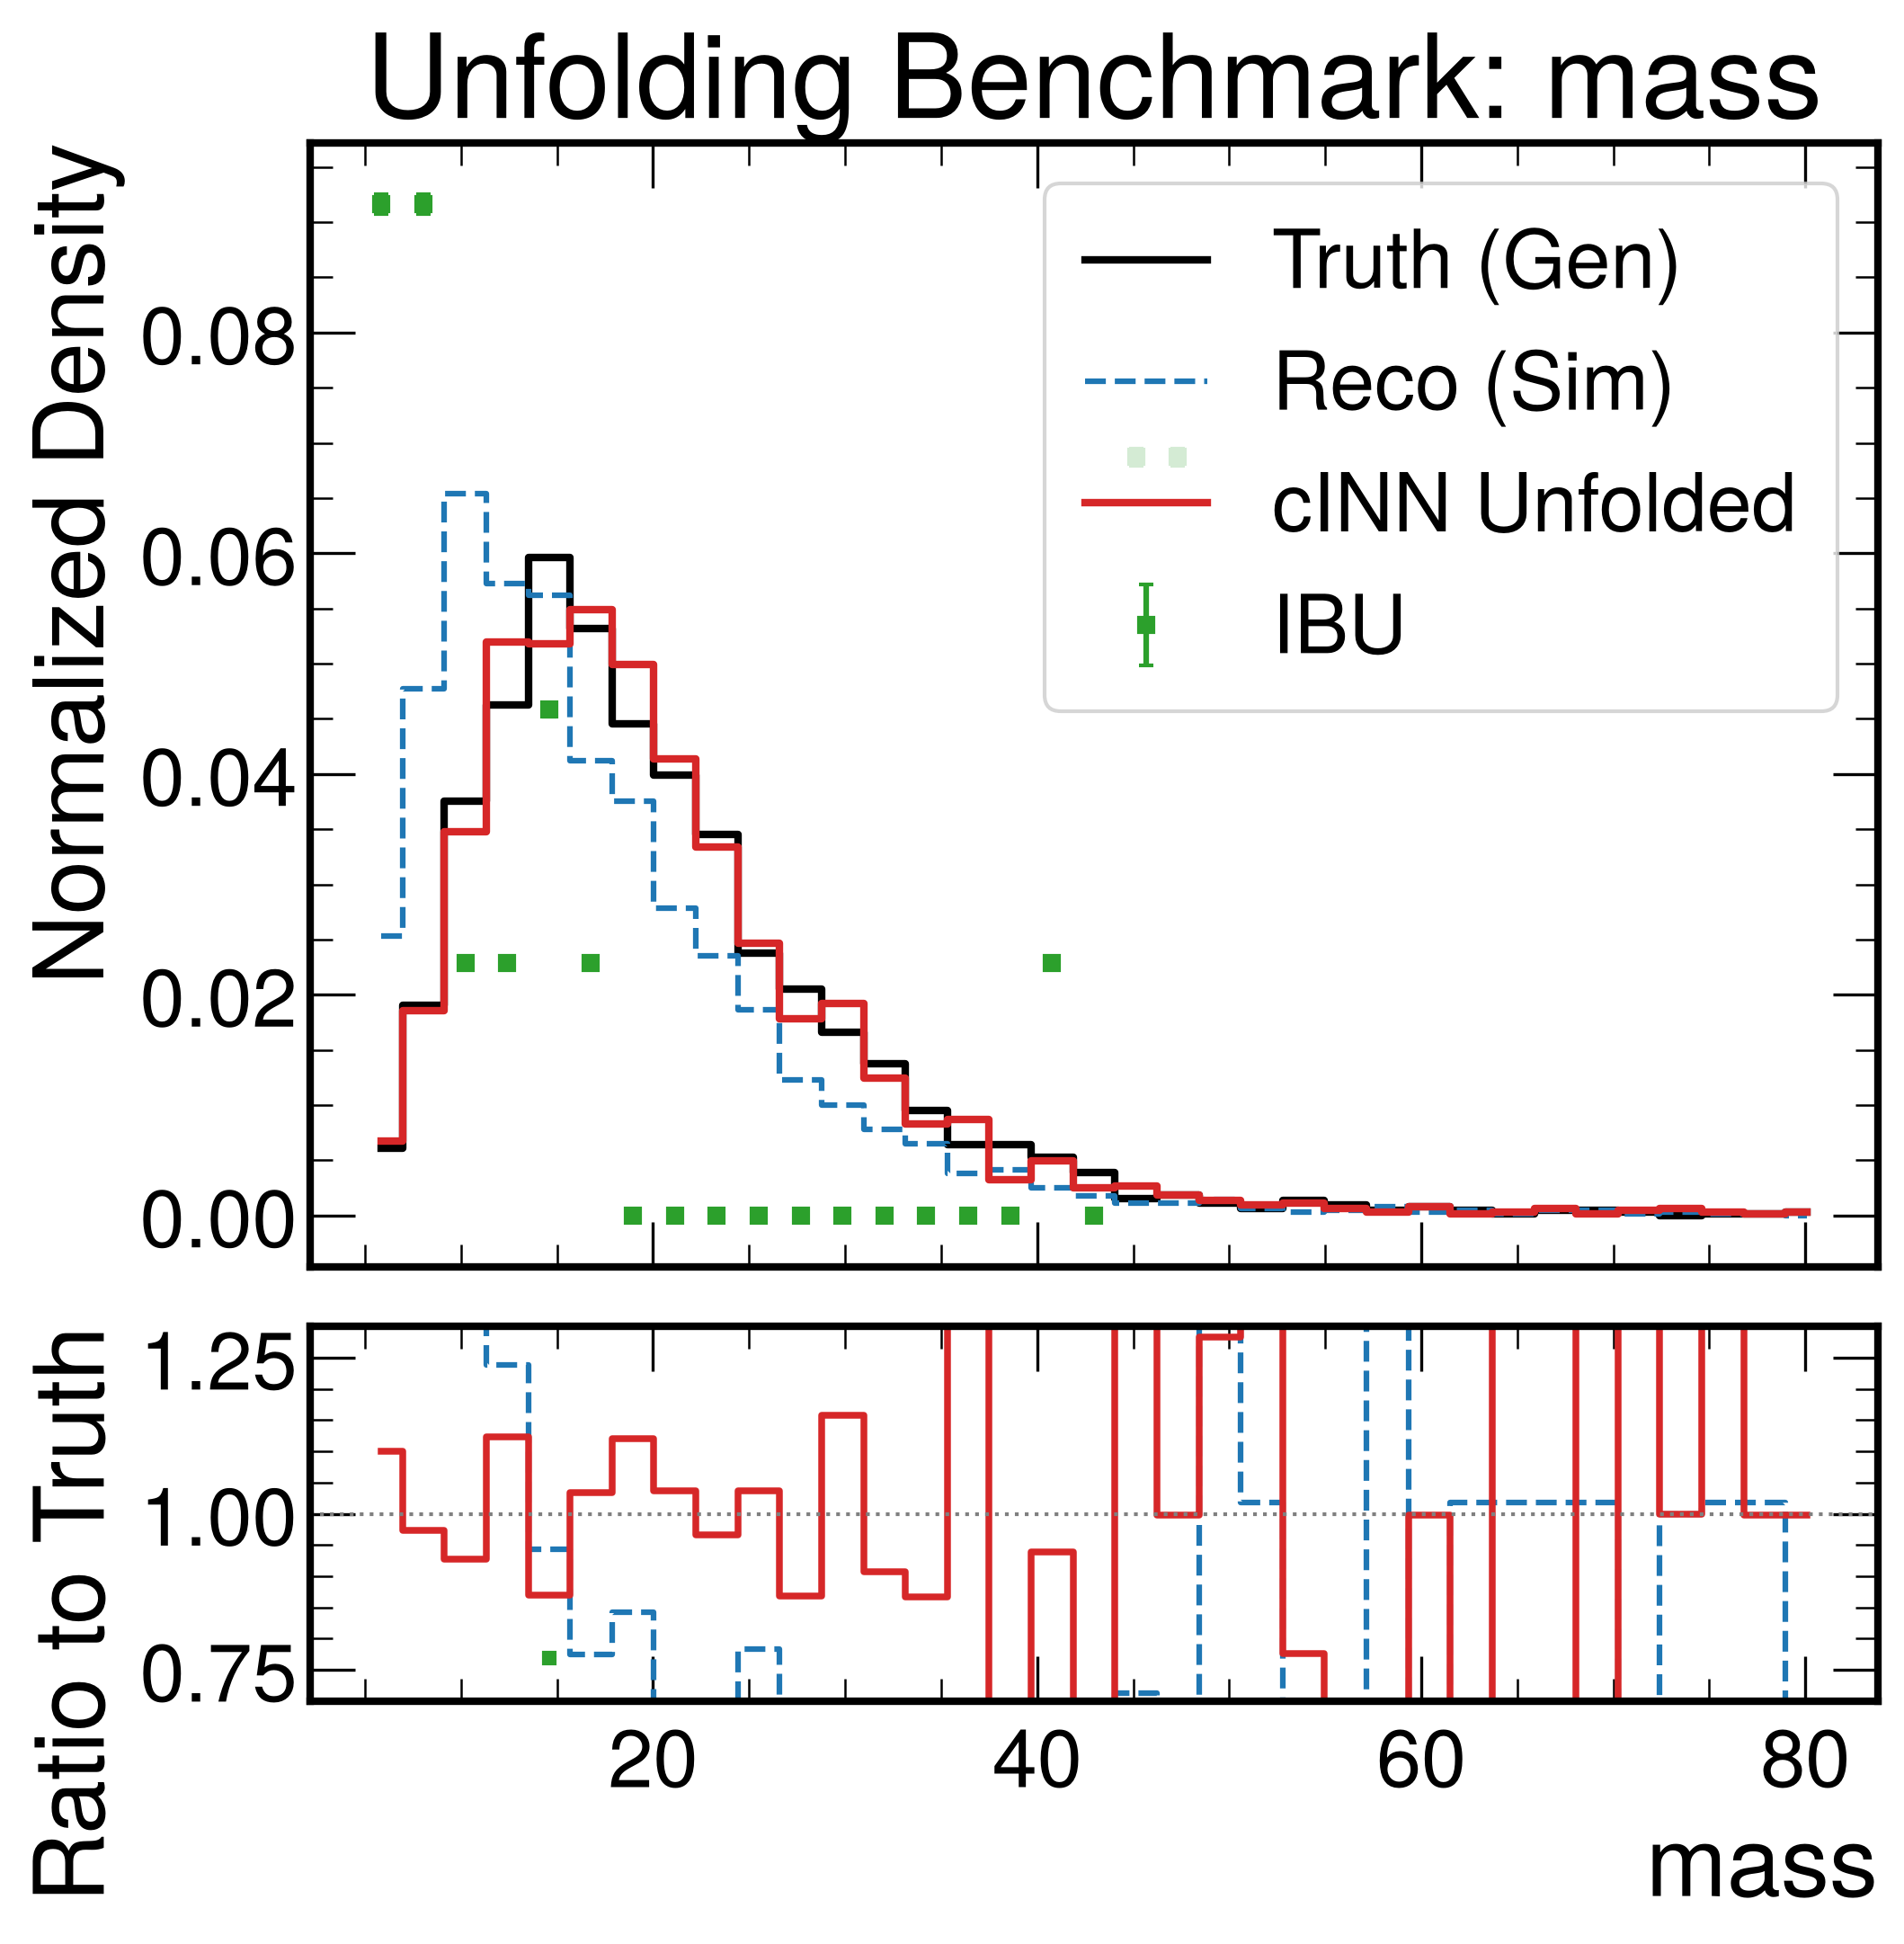 Unfolding Benchmark: mass
Normalized Density
0.08
0.06
0.04
0.02
0.00
Truth (Gen)
Reco (Sim)
cINN Unfolded
IBU
Ratio to Truth
1.25
1.00
0.75
20
40
60
80
mass